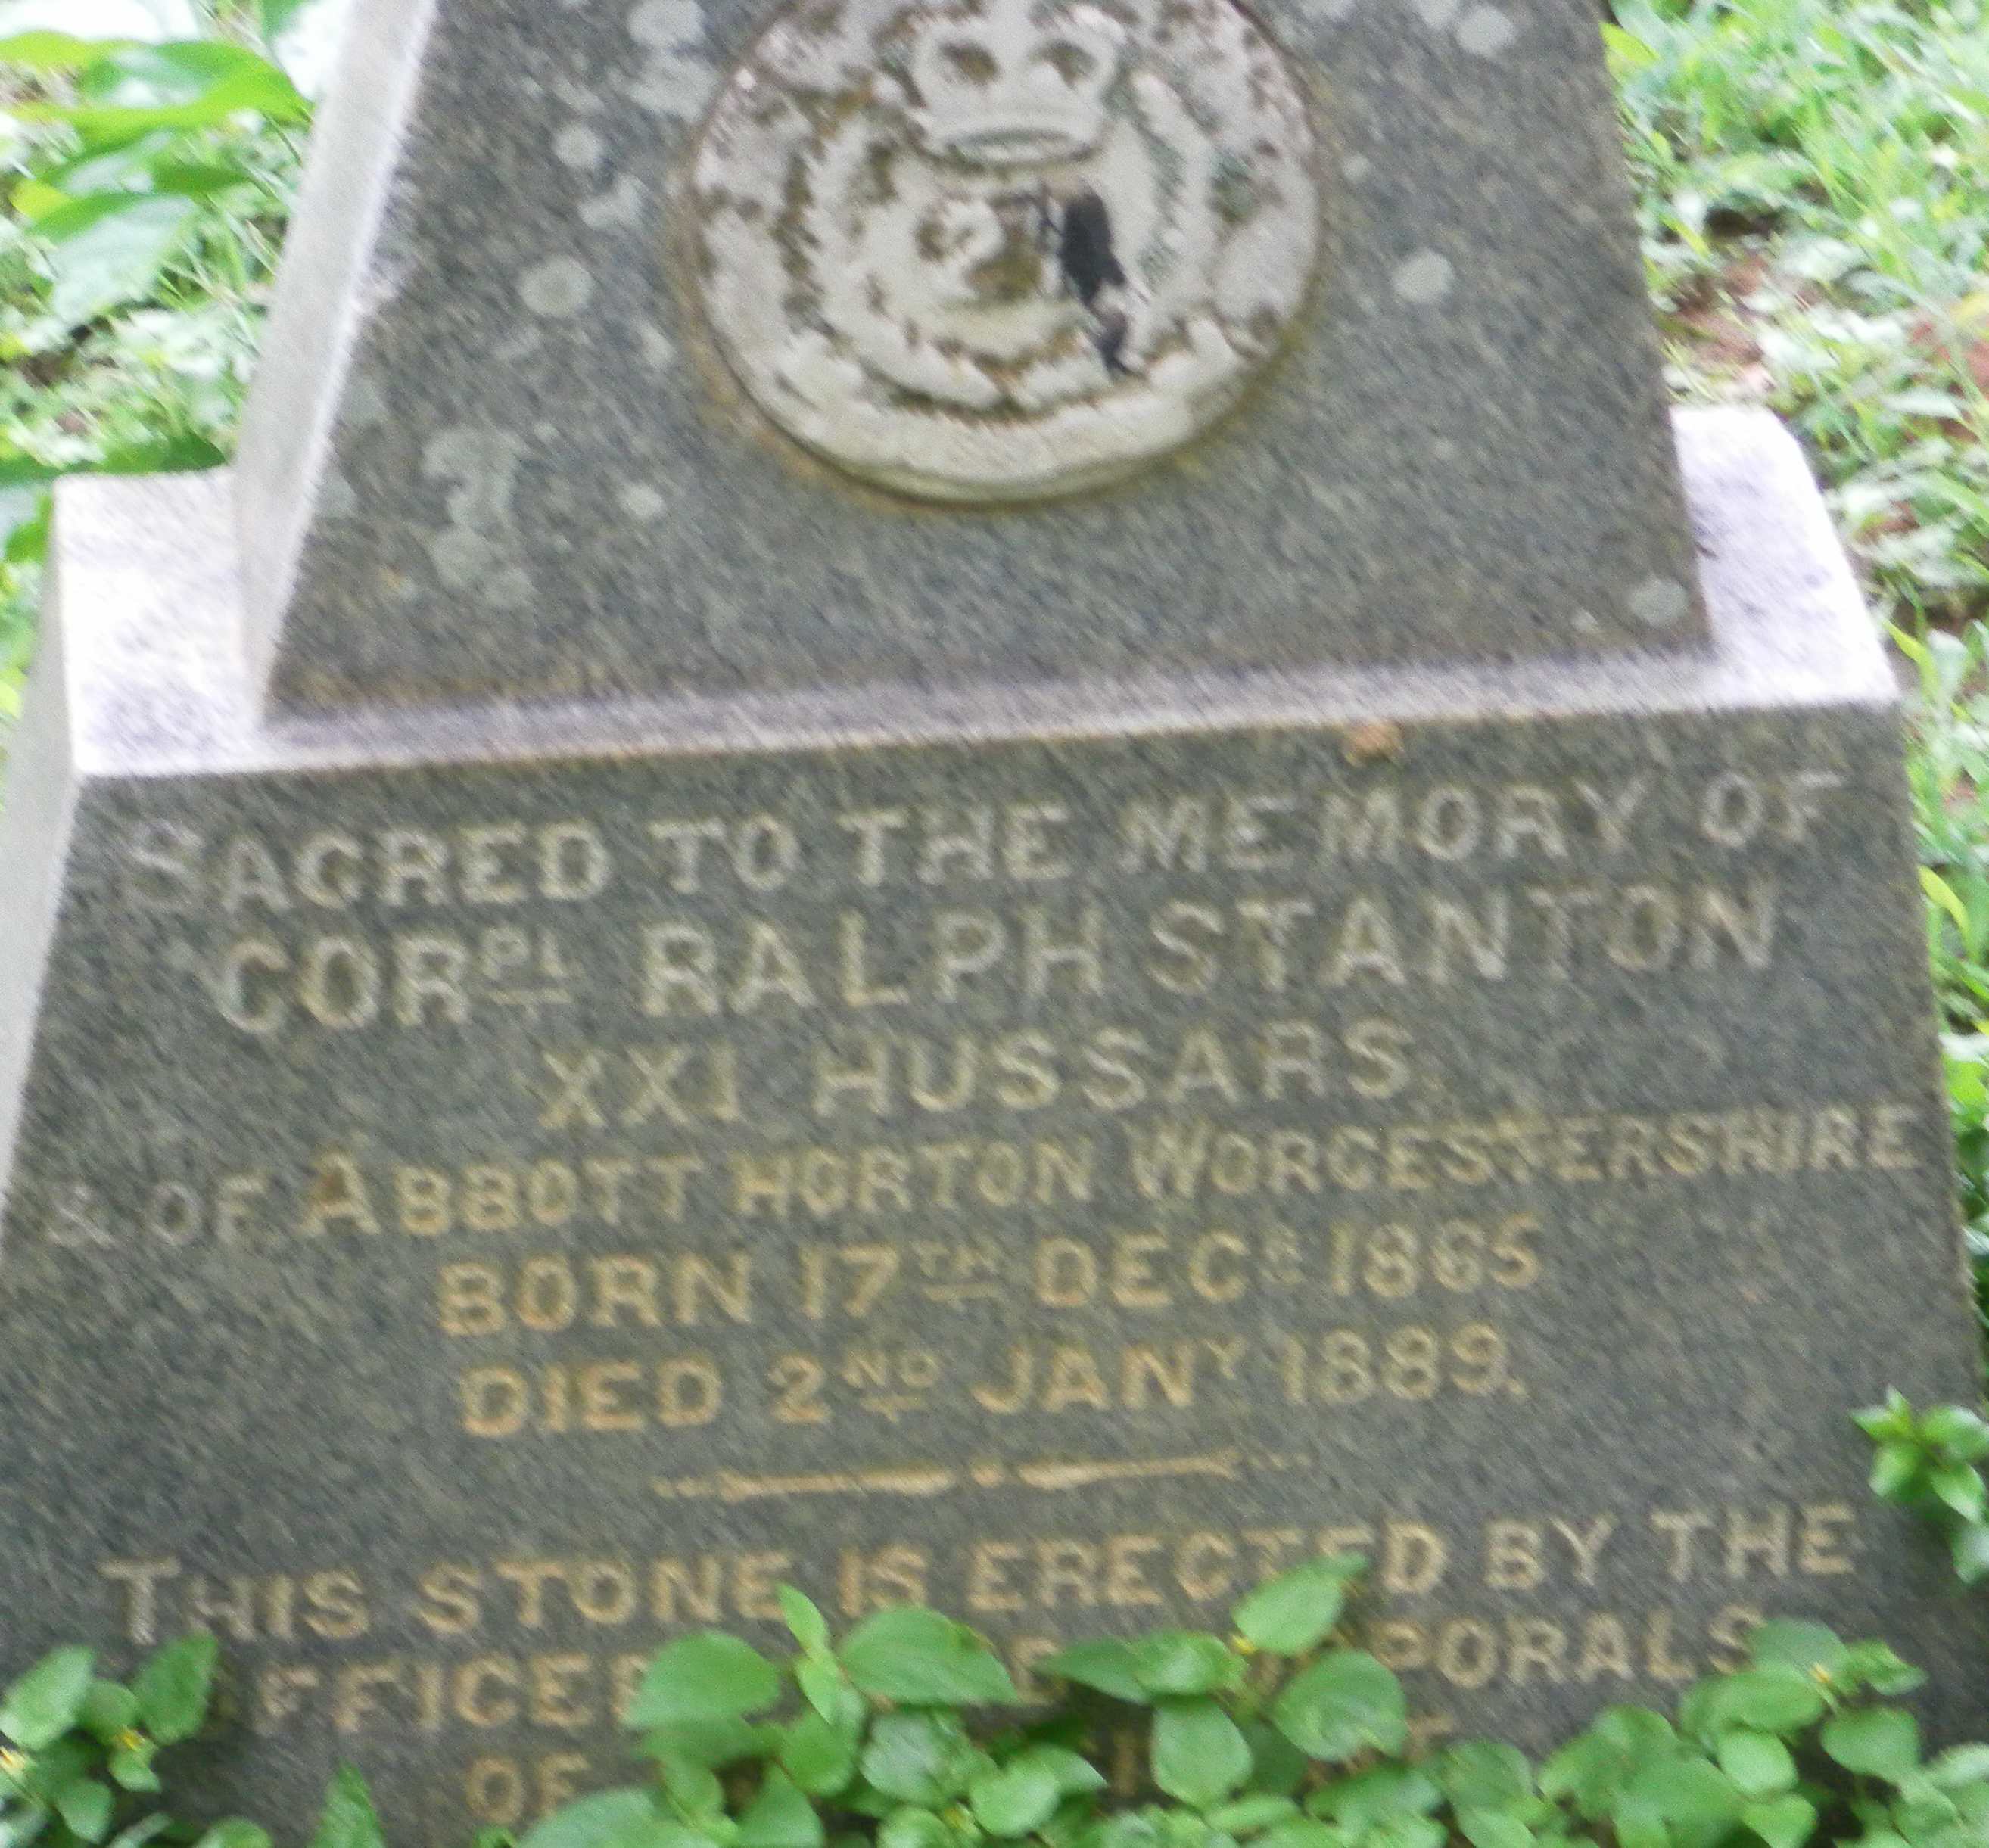 SACRED TO THE MEMORY OF
CORPL RALPH STANTON
XXI HUSSARS
& OF ABBOTT HORTON WORCESTERSHIRE
BORN 17TH DECR 1865
DIED 2ND JANY 1889.
THIS STONE IS ERECTED BY THE
OF